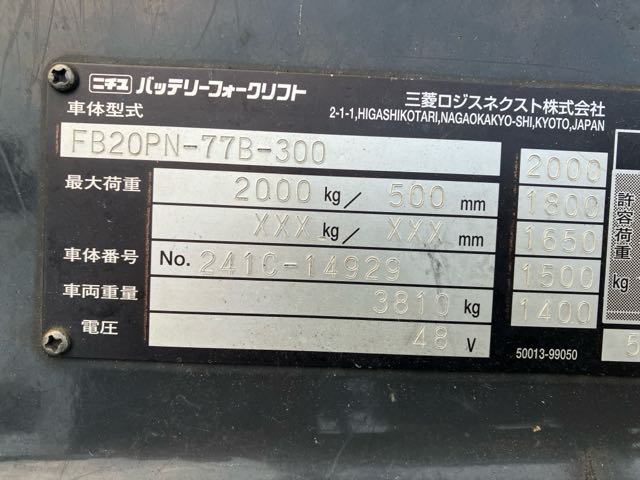 ニチユ バッテリーフォークリフト
三菱ロジスネクスト株式会社
2-1-1,HIGASHIKOTARI,NAGAOKAKYO-SHI,KYOTO,JAPAN
車体型式
FB20PN-77B-300
最大荷重 2000 kg/ 500 mm
XXX kg/ XXX mm
車体番号 No. 241C-14929
車両重量 3810 kg
電圧 48 V
2000
1800
1650
1500
1400
許容荷重 kg
50013-99050
5